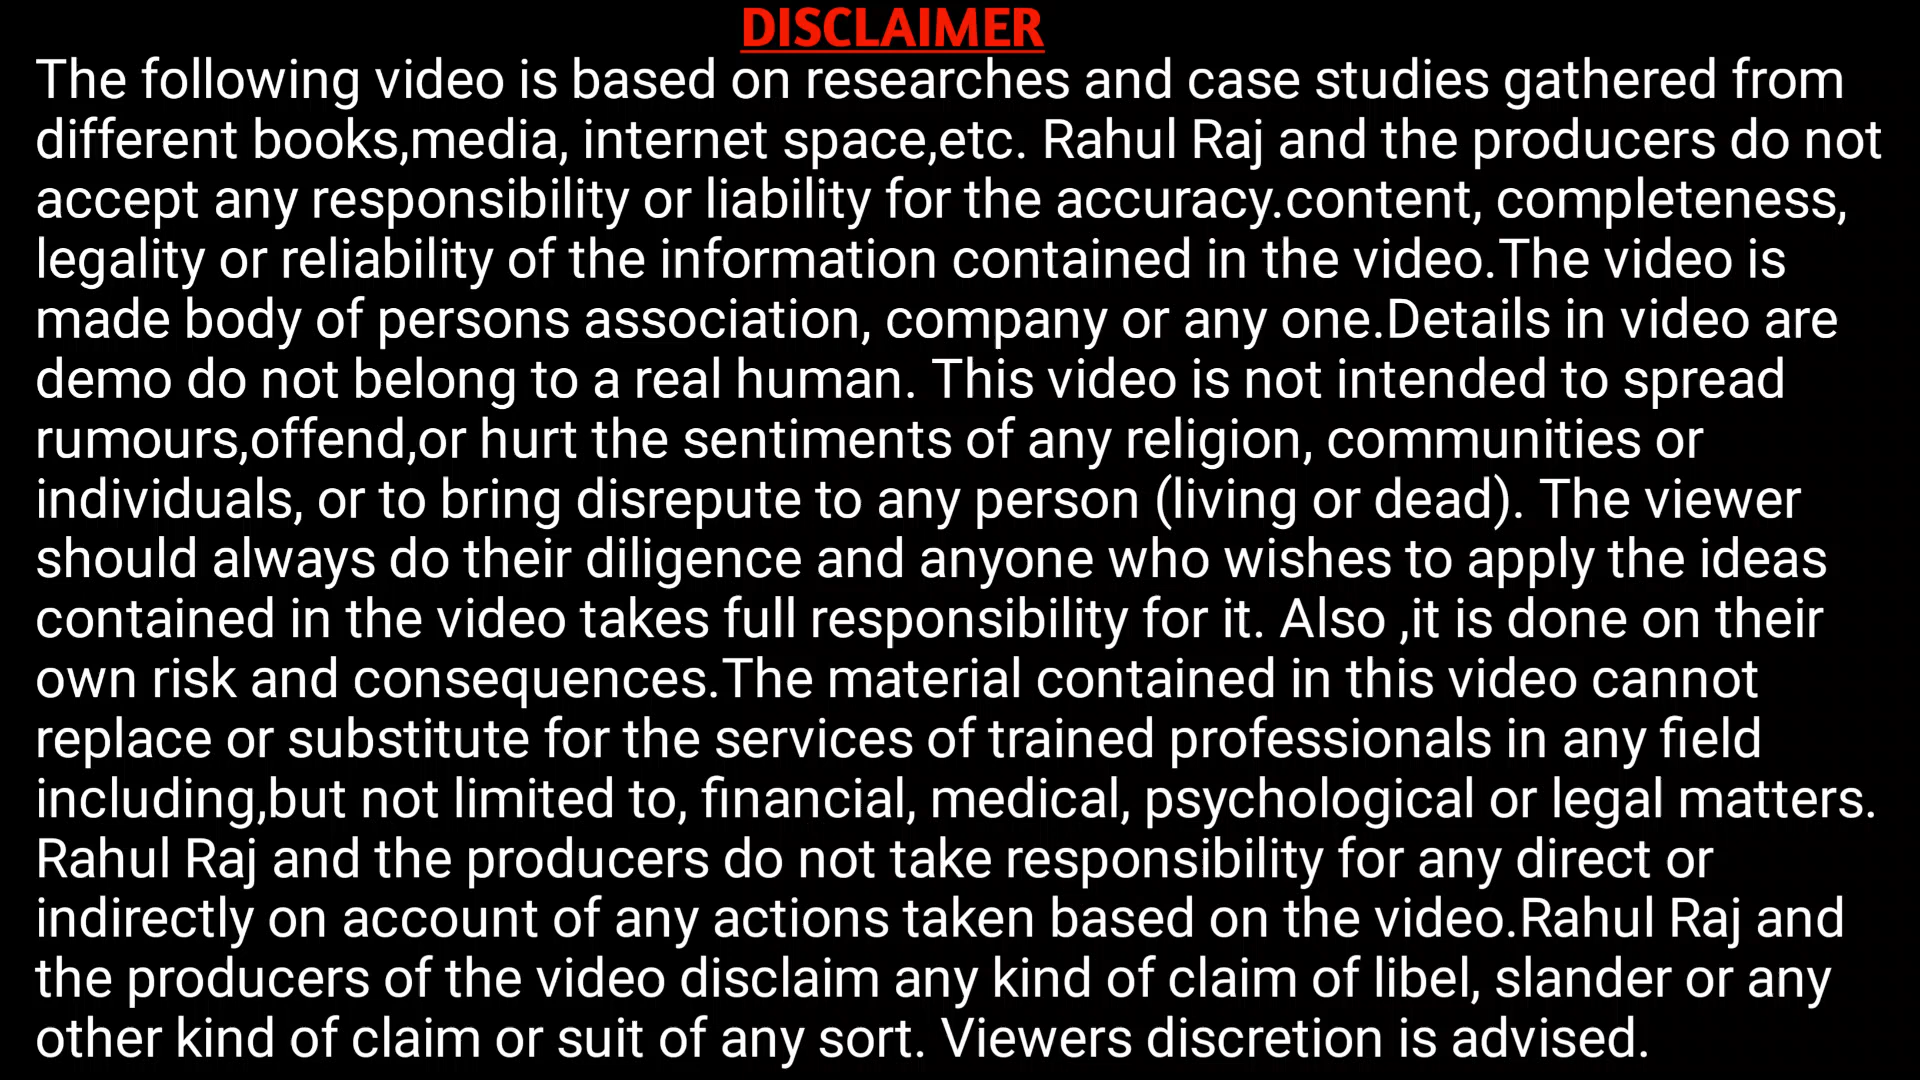 DISCLAIMER
The following video is based on researches and case studies gathered from
different books,media, internet space,etc. Rahul Raj and the producers do not
accept any responsibility or liability for the accuracy.content, completeness,
legality or reliability of the information contained in the video.The video is
made body of persons association, company or any one.Details in video are
demo do not belong to a real human. This video is not intended to spread
rumours,offend,or hurt the sentiments of any religion, communities or
individuals, or to bring disrepute to any person (living or dead). The viewer
should always do their diligence and anyone who wishes to apply the ideas
contained in the video takes full responsibility for it. Also ,it is done on their
own risk and consequences.The material contained in this video cannot
replace or substitute for the services of trained professionals in any field
including,but not limited to, financial, medical, psychological or legal matters.
Rahul Raj and the producers do not take responsibility for any direct or
indirectly on account of any actions taken based on the video.Rahul Raj and
the producers of the video disclaim any kind of claim of libel, slander or any
other kind of claim or suit of any sort. Viewers discretion is advised.